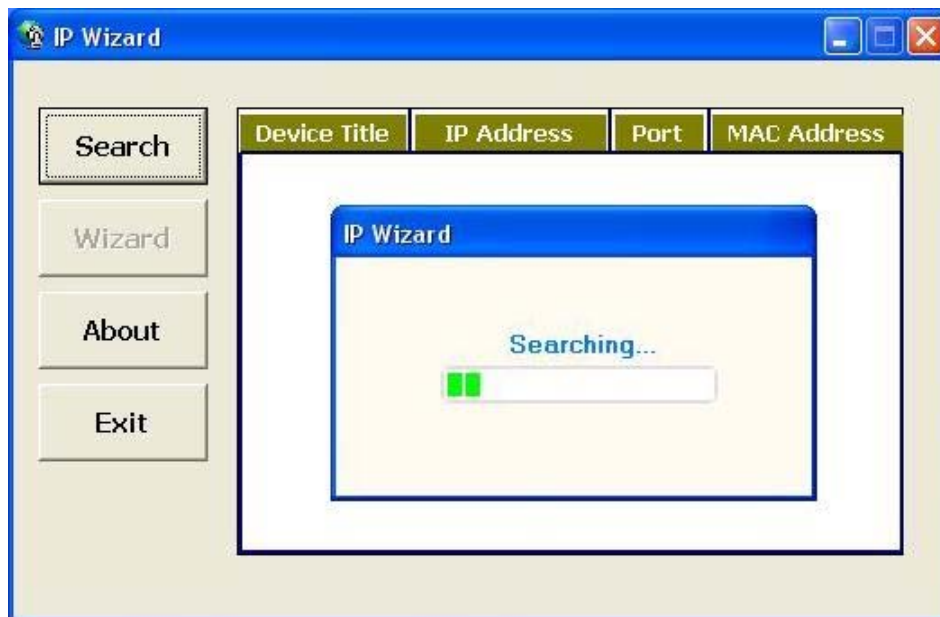 IP Wizard
Search
Wizard
About
Exit
Device Title IP Address Port MAC Address
IP Wizard
Searching...